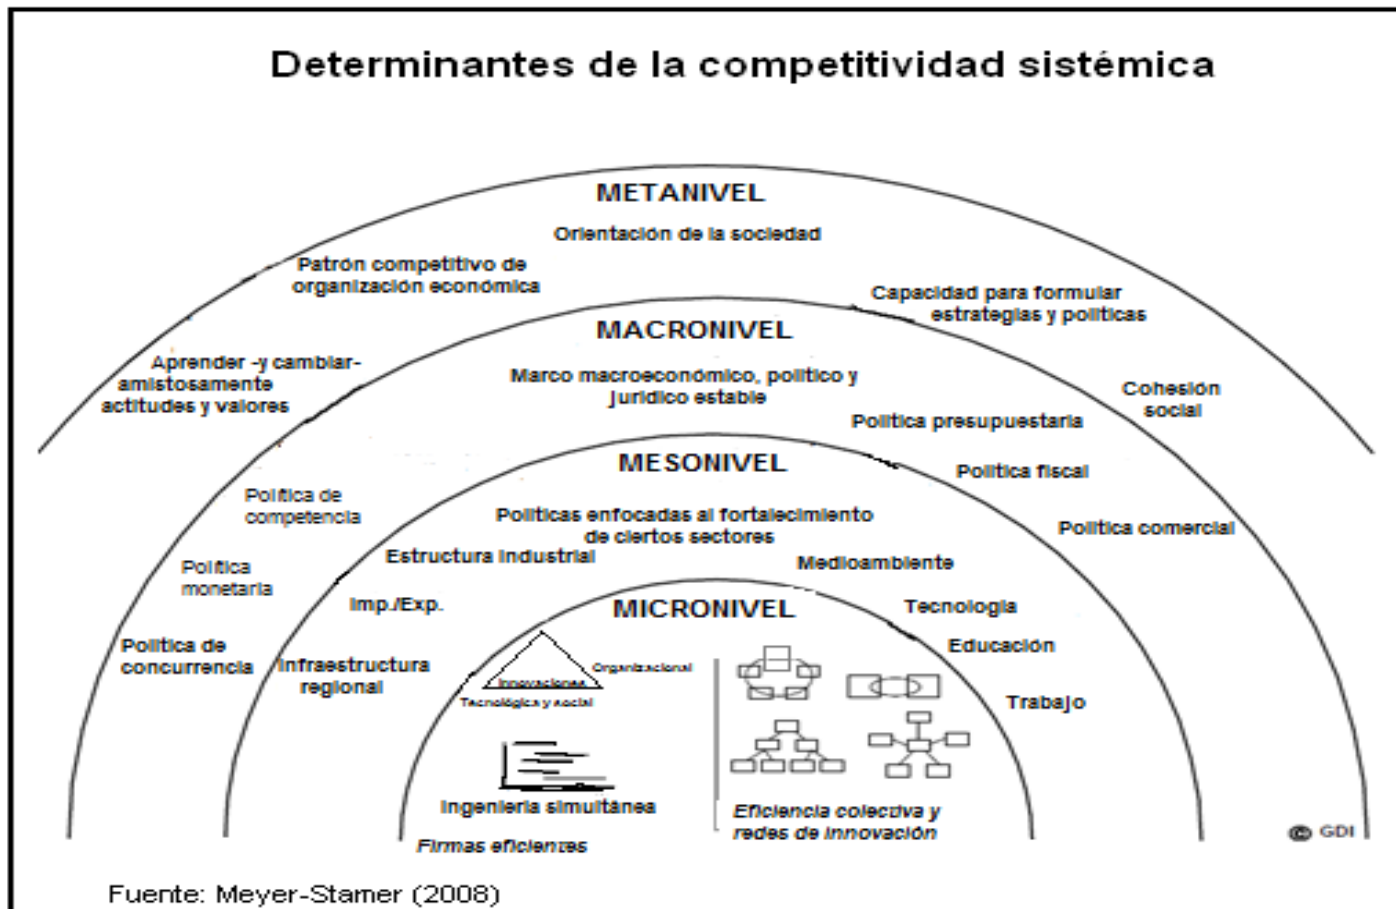 Determinantes de la competitividad sistémica
METANIVEL
Orientación de la sociedad
Patrón competitivo de
organización económica
Capacidad para formular
estrategias y políticas
Aprender -y cambiar-
amistosamente
actitudes y valores
Cohesión
social
MACRONIVEL
Marco macroeconómico, político y
jurídico estable
Política presupuestaria
Política fiscal
Política comercial
Política de
competencia
Política
monetaria
Política de
concurrencia
MESONIVEL
Políticas enfocadas al fortalecimiento
de ciertos sectores
Estructura industrial
Medioambiente
Imp./Exp.
Tecnología
Educación
Infraestructura
regional
Trabajo
MICRONIVEL
Organizacional
Innovaciones
Tecnológica y social
Ingeniería simultánea
Firmas eficientes
Eficiencia colectiva y
redes de innovación
© GDI
Fuente: Meyer-Stamer (2008)